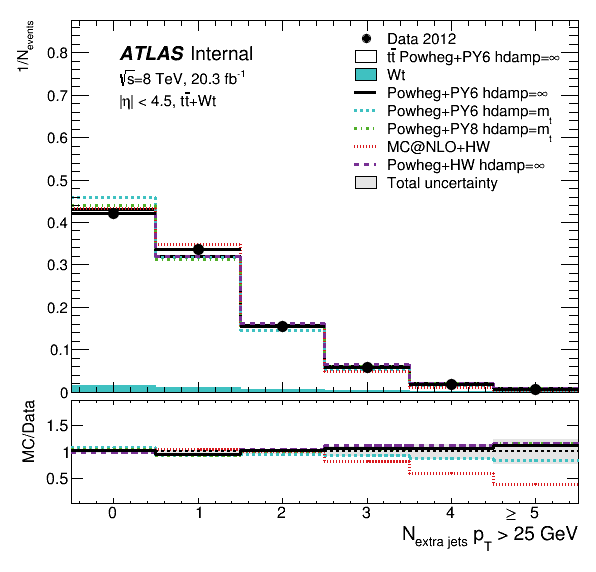 1/N_events
ATLAS Internal
√s=8 TeV, 20.3 fb⁻¹
|η| < 4.5, tt̄+Wt
Data 2012
tt̄ Powheg+PY6 hdamp=∞
Wt
Powheg+PY6 hdamp=∞
Powheg+PY6 hdamp=m_t
Powheg+PY8 hdamp=m_t
MC@NLO+HW
Powheg+HW hdamp=∞
Total uncertainty
0.8
0.7
0.6
0.5
0.4
0.3
0.2
0.1
0
MC/Data
1.5
1
0.5
0 1 2 3 4 ≥ 5
N_extra jets p_T > 25 GeV